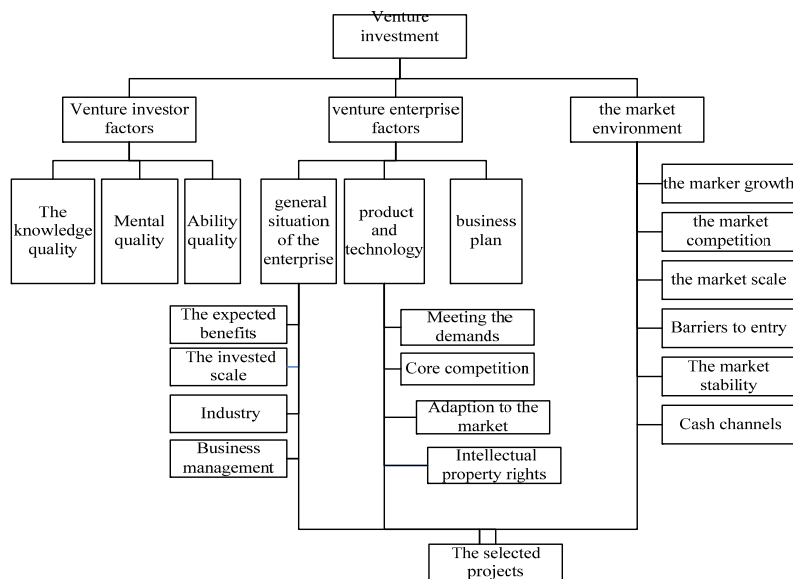 Venture
investment
Venture investor
factors
venture enterprise
factors
the market
environment
The
knowledge
quality
Mental
quality
Ability
quality
general
situation
of the
enterprise
product
and
technology
business
plan
the marker growth
the market
competition
the market scale
Barriers to entry
The market
stability
Cash channels
The expected
benefits
The invested
scale
Industry
Business
management
Meeting the
demands
Core competition
Adaption to the
market
Intellectual
property rights
The selected
projects